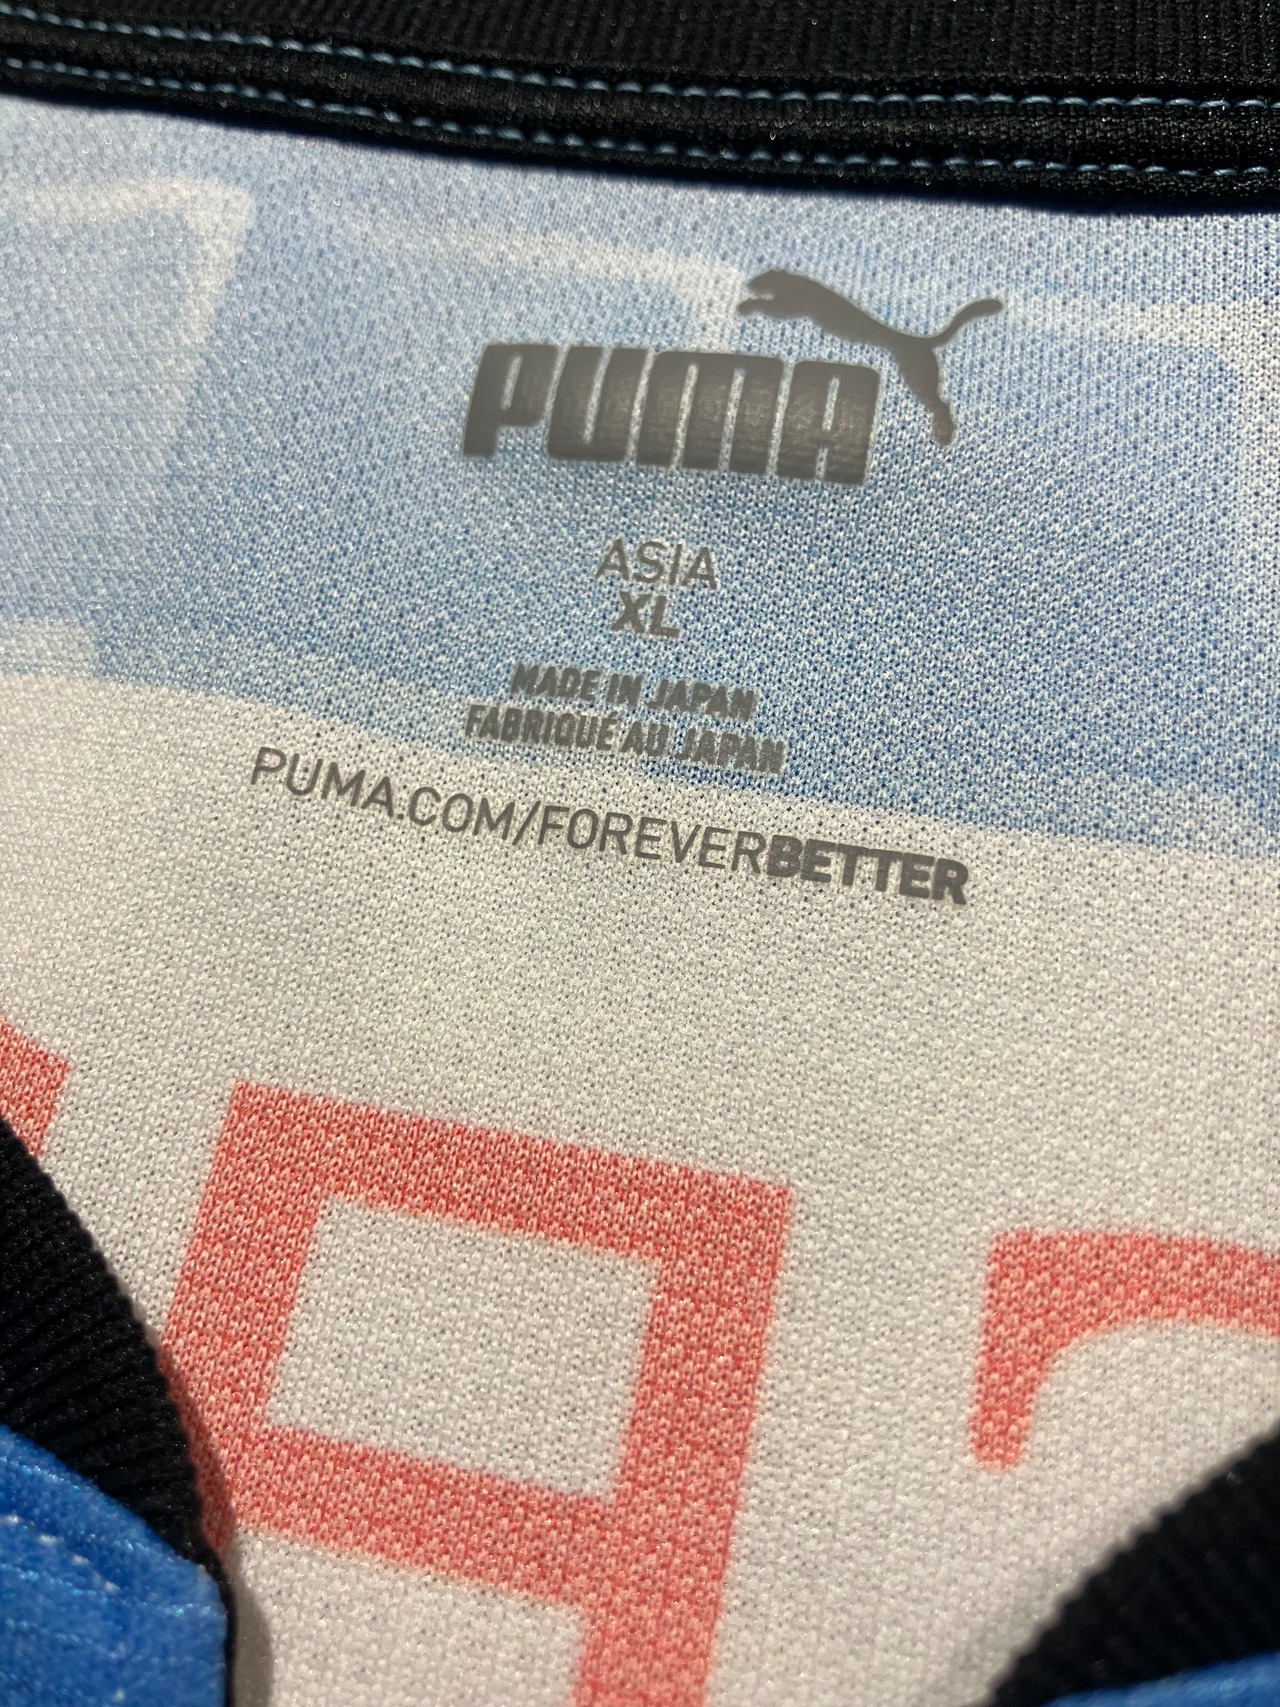 PUMA
ASIA
XL
MADE IN JAPAN
FABRIQUÉ AU JAPAN
PUMA.COM/FOREVERBETTER